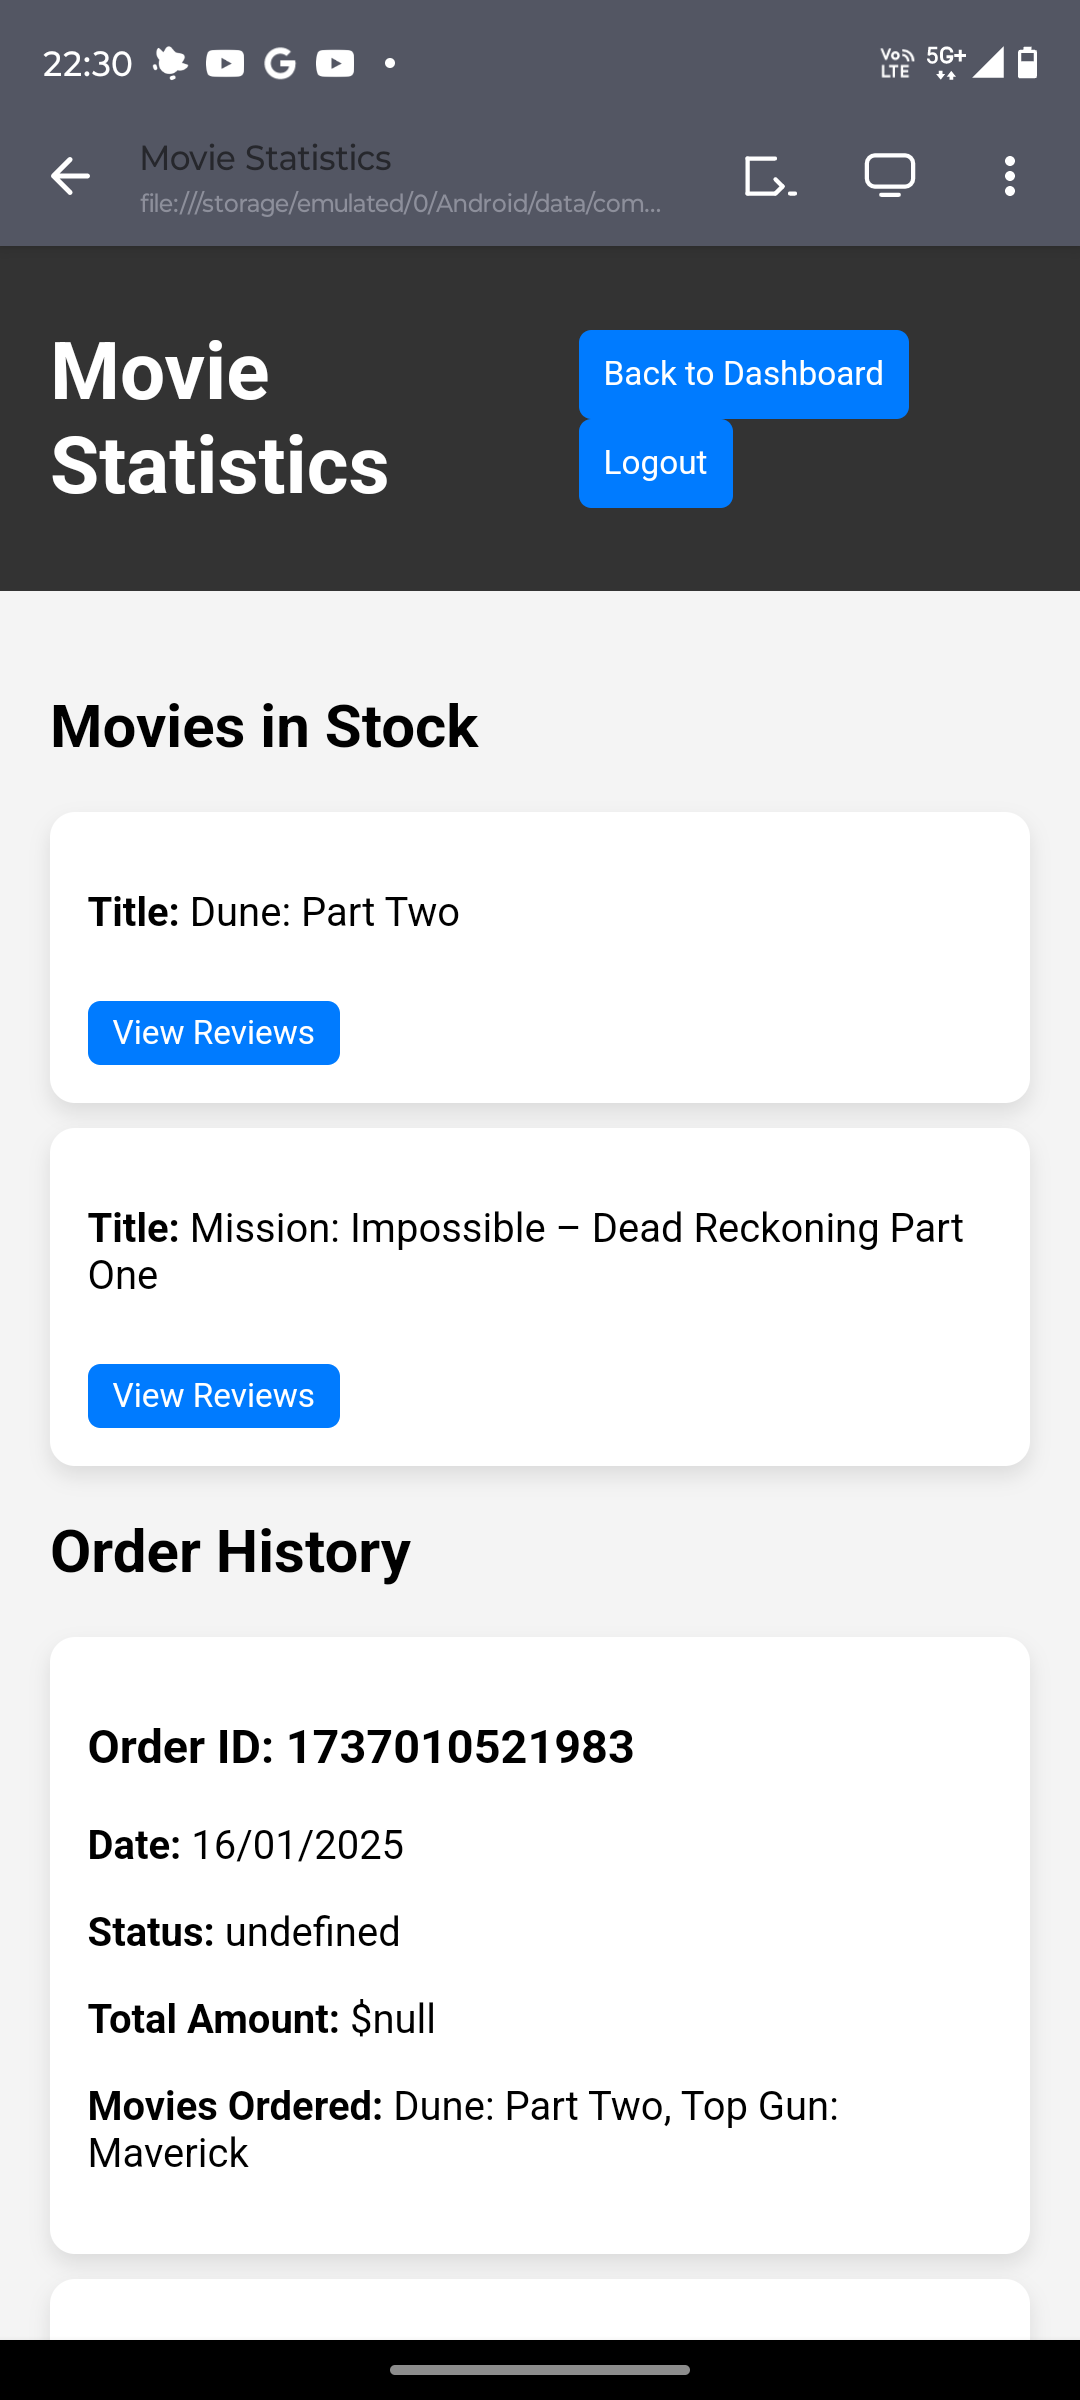 22:30
Vo LTE 5G+
Movie Statistics
file:///storage/emulated/0/Android/data/com...
Movie
Statistics
Back to Dashboard
Logout
Movies in Stock
Title: Dune: Part Two
View Reviews
Title: Mission: Impossible – Dead Reckoning Part
One
View Reviews
Order History
Order ID: 1737010521983
Date: 16/01/2025
Status: undefined
Total Amount: $null
Movies Ordered: Dune: Part Two, Top Gun:
Maverick